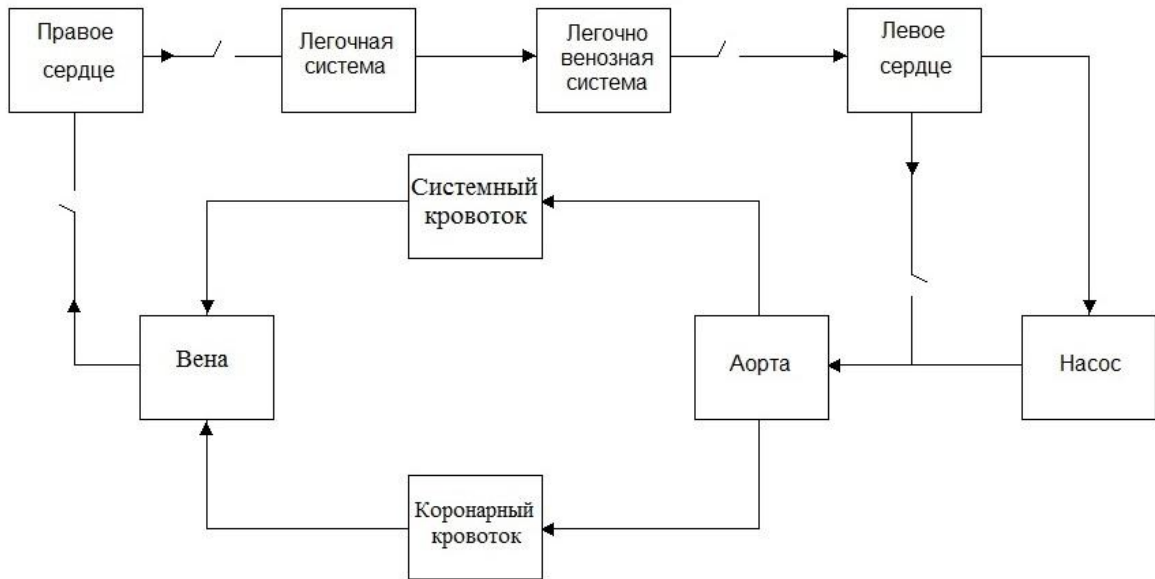 Правое
сердце
Легочная
система
Легочно
венозная
система
Левое
сердце
Системный
кровоток
Вена
Аорта
Насос
Коронарный
кровоток